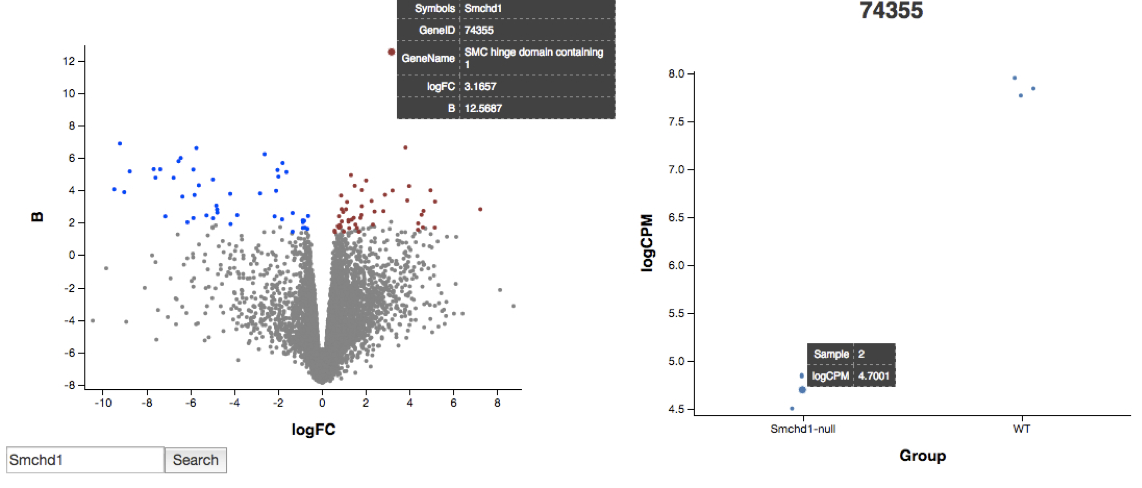 Symbols Smchd1
GeneID 74355
GeneName SMC hinge domain containing
1
logFC 3.1657
B 12.5687
12
10
8
6
4
2
0
-2
-4
-6
-8
B
-10 -8 -6 -4 -2 0 2 4 6 8
logFC
Smchd1 Search
74355
8.0
7.5
7.0
6.5
6.0
5.5
5.0
4.5
logCPM
Sample 2
logCPM 4.7001
Smchd1-null WT
Group